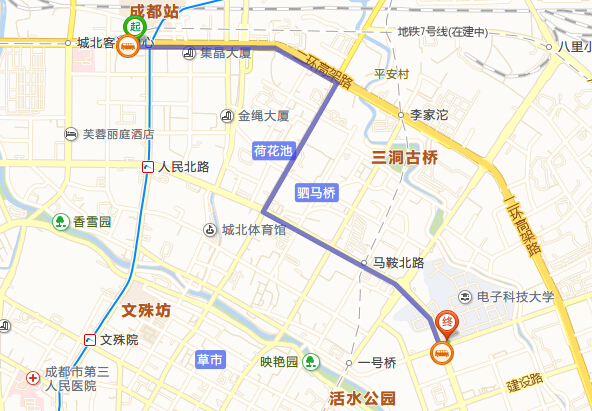 成都站
起
地铁7号线(在建中)
城北客 中心
集晶大厦
二环高架路
八里小
平安村
金绳大厦
李家沱
芙蓉丽庭酒店
荷花池
三洞古桥
人民北路
驷马桥
二环高架路
香雪园
城北体育馆
马鞍北路
电子科技大学
文殊坊
终
文殊院
草市
映艳园
一号桥
成都市第三
人民医院
建设路
活水公园